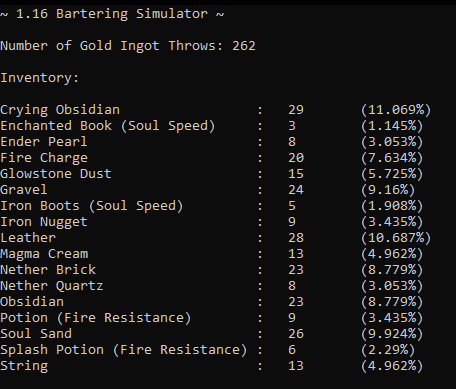 ~ 1.16 Bartering Simulator ~
Number of Gold Ingot Throws: 262
Inventory:
Crying Obsidian : 29 (11.069%)
Enchanted Book (Soul Speed) : 3 (1.145%)
Ender Pearl : 8 (3.053%)
Fire Charge : 20 (7.634%)
Glowstone Dust : 15 (5.725%)
Gravel : 24 (9.16%)
Iron Boots (Soul Speed) : 5 (1.908%)
Iron Nugget : 9 (3.435%)
Leather : 28 (10.687%)
Magma Cream : 13 (4.962%)
Nether Brick : 23 (8.779%)
Nether Quartz : 8 (3.053%)
Obsidian : 23 (8.779%)
Potion (Fire Resistance) : 9 (3.435%)
Soul Sand : 26 (9.924%)
Splash Potion (Fire Resistance) : 6 (2.29%)
String : 13 (4.962%)